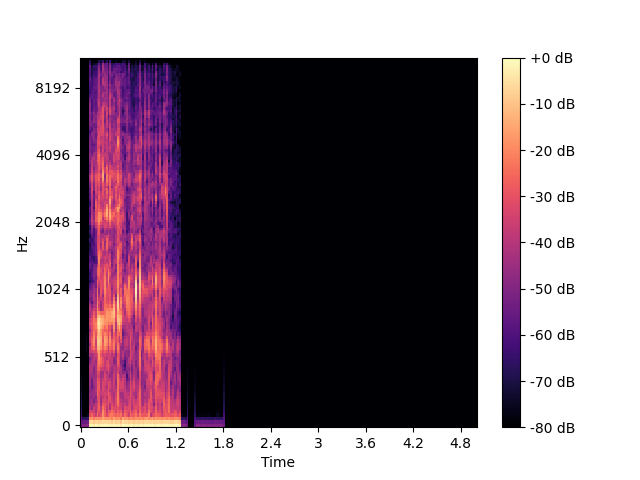 +0 dB
8192
-10 dB
4096
-20 dB
-30 dB
2048
Hz
-40 dB
1024
-50 dB
512
-60 dB
-70 dB
0
-80 dB
0 0.6 1.2 1.8 2.4 3 3.6 4.2 4.8
Time